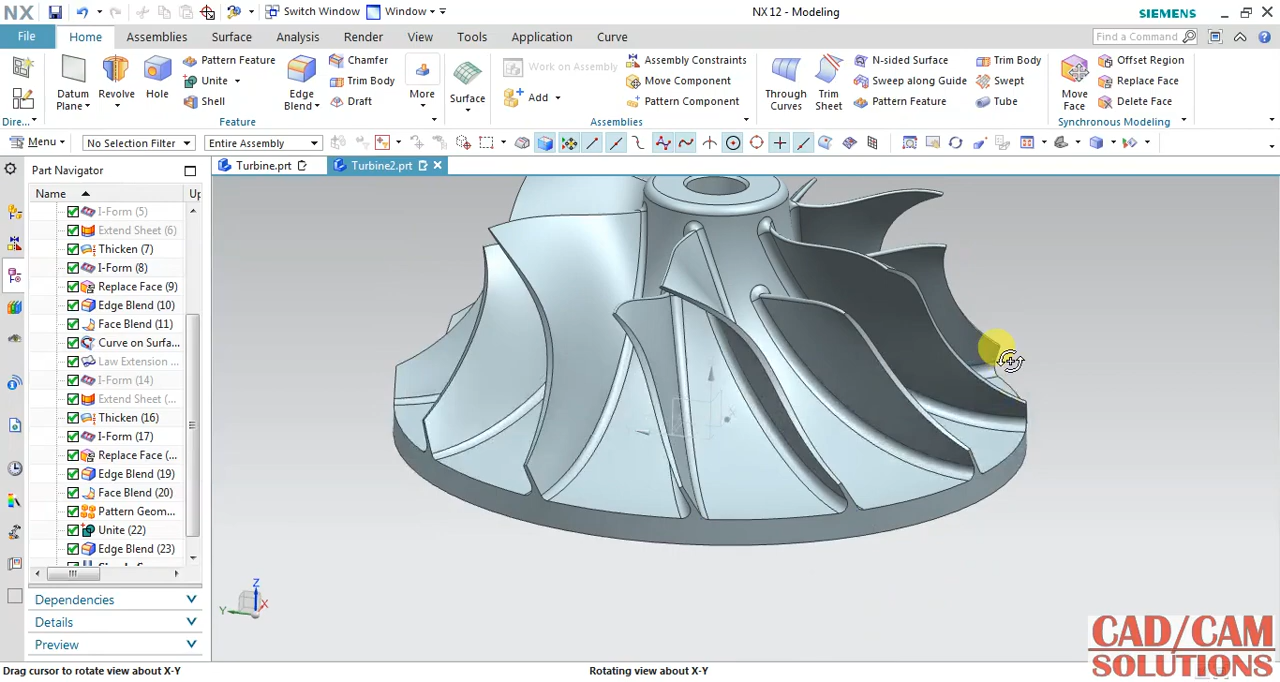 NX
Switch Window
Window
NX 12 - Modeling
SIEMENS
File
Home
Assemblies
Surface
Analysis
Render
View
Tools
Application
Curve
Find a Command
Datum Plane
Revolve
Hole
Pattern Feature
Unite
Shell
Edge Blend
Chamfer
Trim Body
Draft
More
Surface
Work on Assembly
Add
Assembly Constraints
Move Component
Pattern Component
Through Curves
Trim Sheet
N-sided Surface
Sweep along Guide
Pattern Feature
Trim Body
Swept
Tube
Move Face
Offset Region
Replace Face
Delete Face
Dire...
Feature
Assemblies
Synchronous Modeling
Menu
No Selection Filter
Entire Assembly
Part Navigator
Turbine.prt
Turbine2.prt
Name
Up
I-Form (5)
Extend Sheet (6)
Thicken (7)
I-Form (8)
Replace Face (9)
Edge Blend (10)
Face Blend (11)
Curve on Surfa...
Law Extension ...
I-Form (14)
Extend Sheet (...
Thicken (16)
I-Form (17)
Replace Face (...
Edge Blend (19)
Face Blend (20)
Pattern Geom...
Unite (22)
Edge Blend (23)
Dependencies
Details
Preview
Z
Y
X
CAD/CAM
SOLUTIONS
Drag cursor to rotate view about X-Y
Rotating view about X-Y